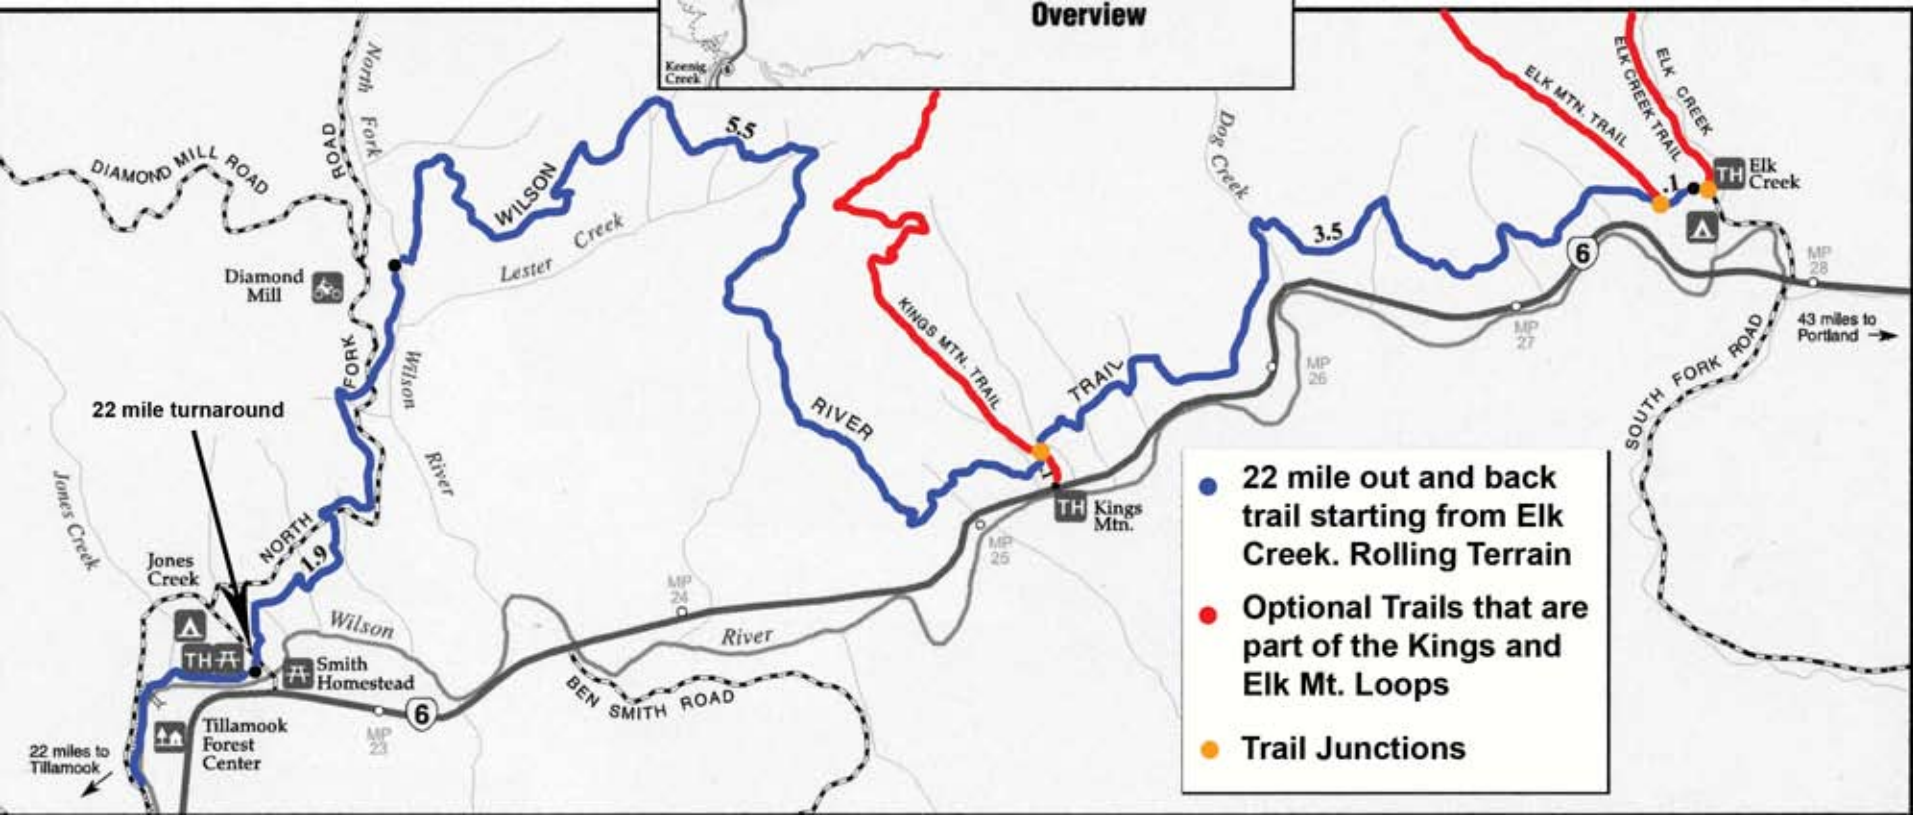 Overview
Keenig
Creek
6
North Fork
ROAD
DIAMOND MILL ROAD
WILSON
5.5
Lester Creek
Dog Creek
ELK MTN. TRAIL
ELK CREEK TRAIL
ELK CREEK
.1
TH
Elk
Creek
3.5
6
MP
28
43 miles to
Portland
MP
27
SOUTH FORK ROAD
MP
26
Diamond
Mill
FORK
Wilson
River
KINGS MTN. TRAIL
TRAIL
RIVER
.1
TH
Kings
Mtn.
MP
25
22 mile turnaround
Jones Creek
NORTH
1.9
Jones
Creek
MP
24
Wilson
River
TH
Smith
Homestead
BEN SMITH ROAD
6
MP
23
Tillamook
Forest
Center
22 miles to
Tillamook
22 mile out and back
trail starting from Elk
Creek. Rolling Terrain
Optional Trails that are
part of the Kings and
Elk Mt. Loops
Trail Junctions